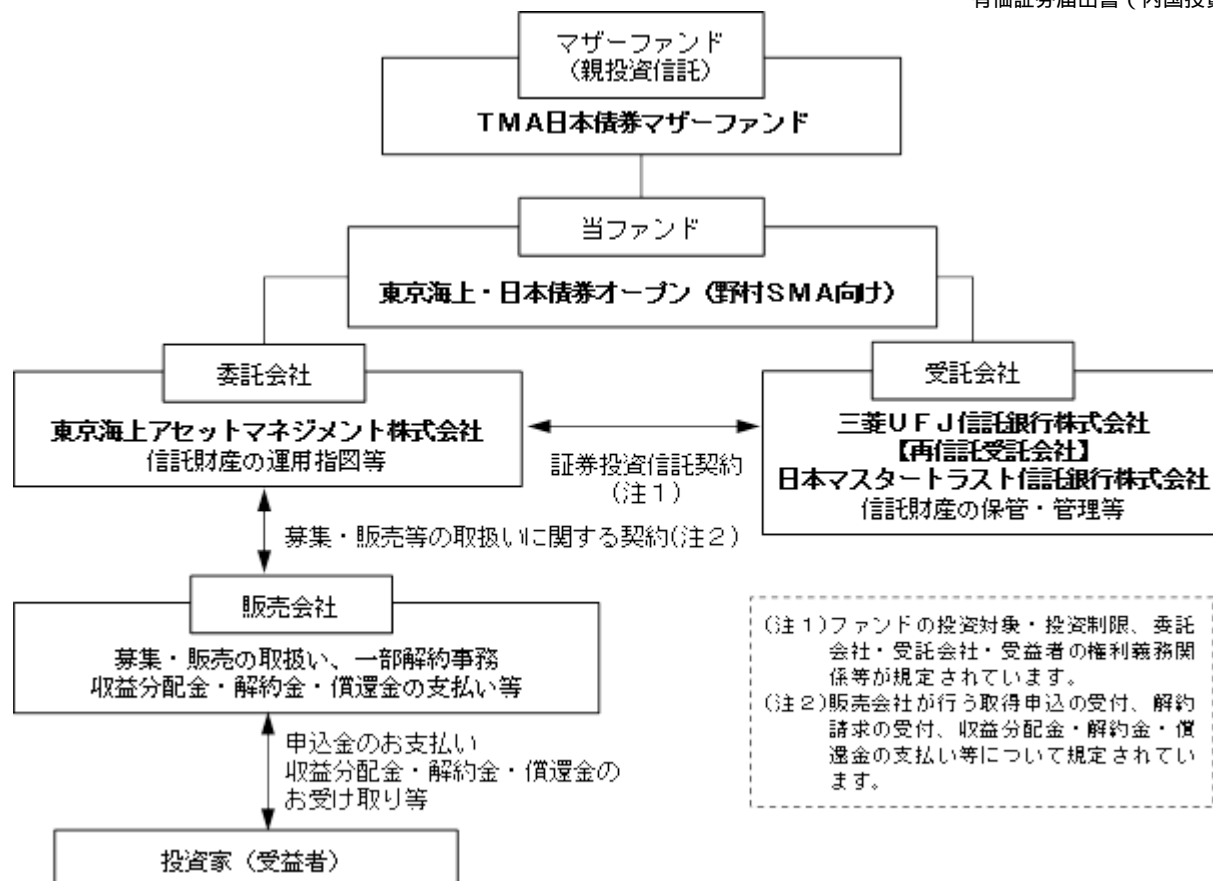 有価証券届出書（内国投資
マザーファンド
（親投資信託）
ＴＭＡ日本債券マザーファンド
当ファンド
東京海上・日本債券オープン（野村ＳＭＡ向け）
委託会社
東京海上アセットマネジメント株式会社
信託財産の運用指図等
受託会社
三菱ＵＦＪ信託銀行株式会社
【再信託受託会社】
日本マスタートラスト信託銀行株式会社
信託財産の保管・管理等
証券投資信託契約
（注１）
募集・販売等の取扱いに関する契約(注２)
販売会社
募集・販売の取扱い、一部解約事務
収益分配金・解約金・償還金の支払い等
(注１)ファンドの投資対象・投資制限、委託
会社・受託会社・受益者の権利義務関
係等が規定されています。
(注２)販売会社が行う取得申込の受付、解約
請求の受付、収益分配金・解約金・償
還金の支払い等について規定されてい
ます。
申込金のお支払い
収益分配金・解約金・償還金の
お受け取り等
投資家（受益者）